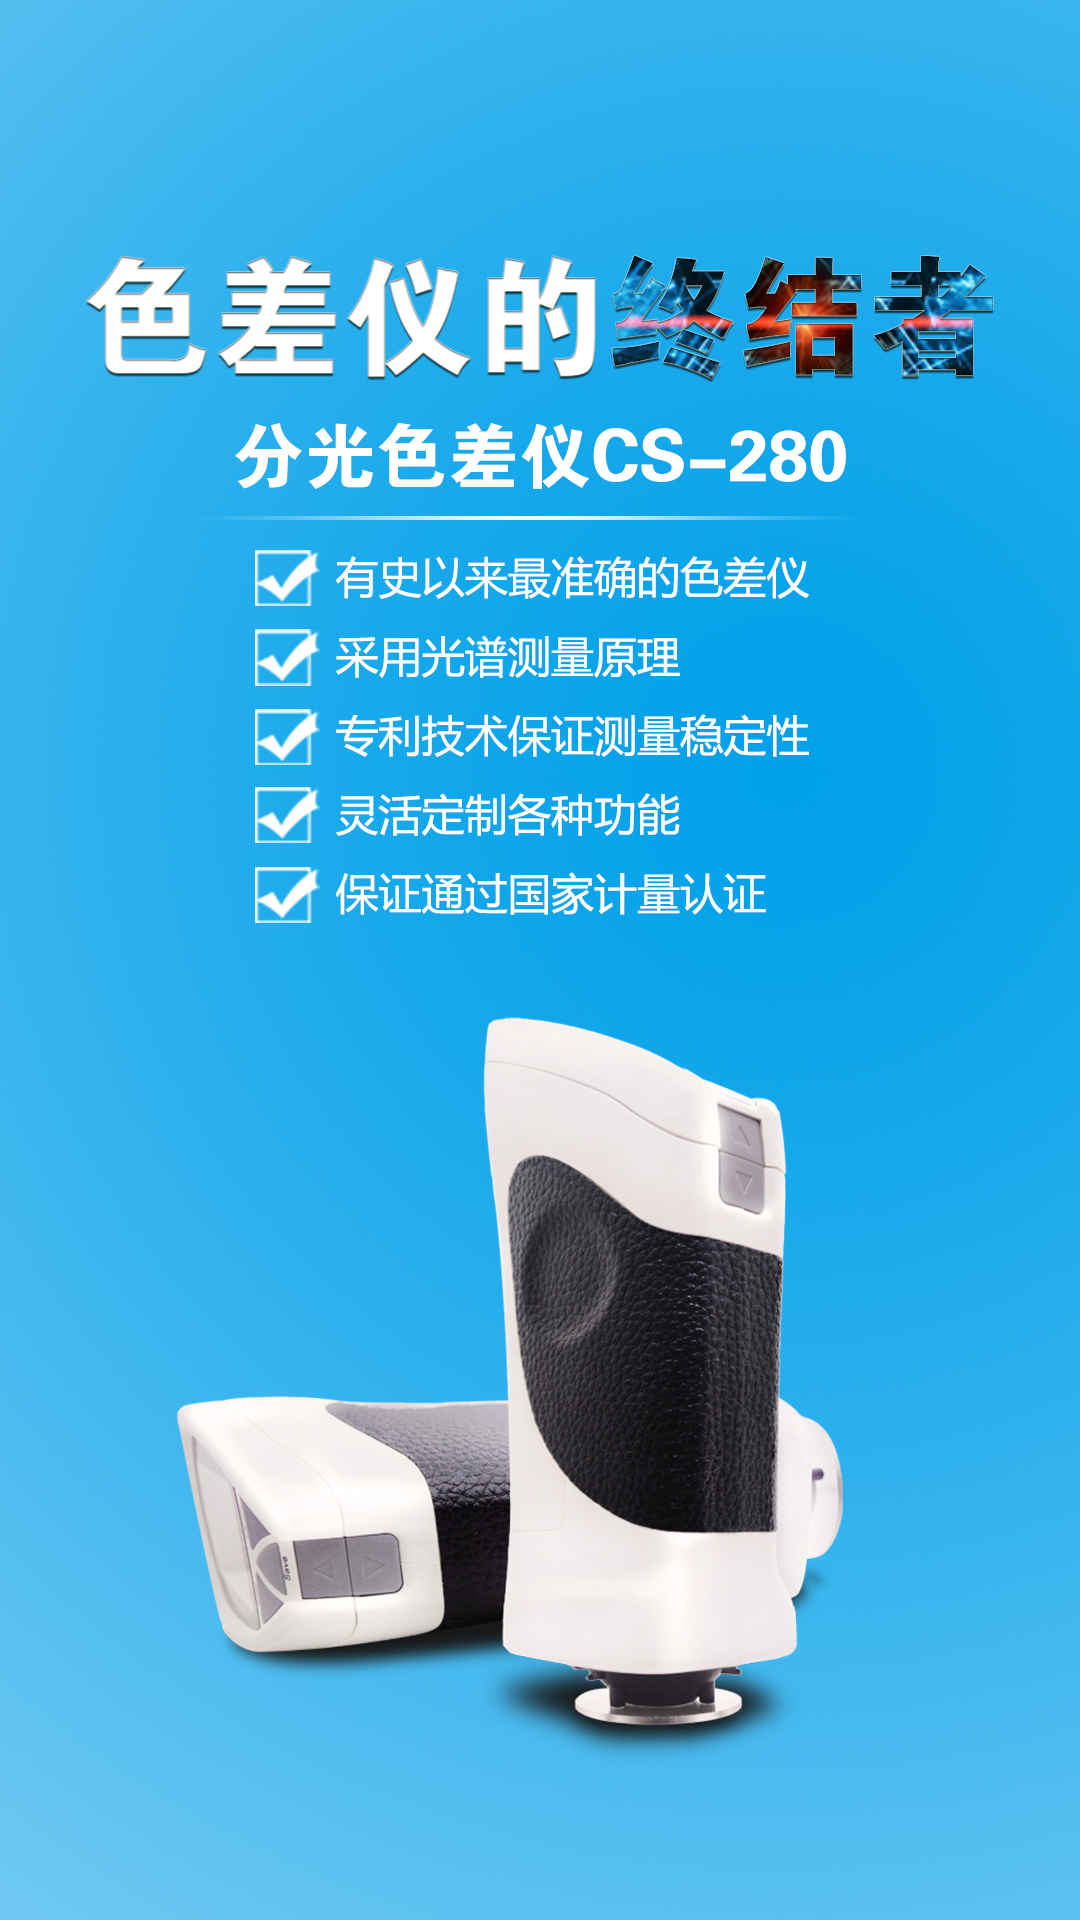 色差仪的终结者
分光色差仪CS-280
有史以来最准确的色差仪
采用光谱测量原理
专利技术保证测量稳定性
灵活定制各种功能
保证通过国家计量认证
Save